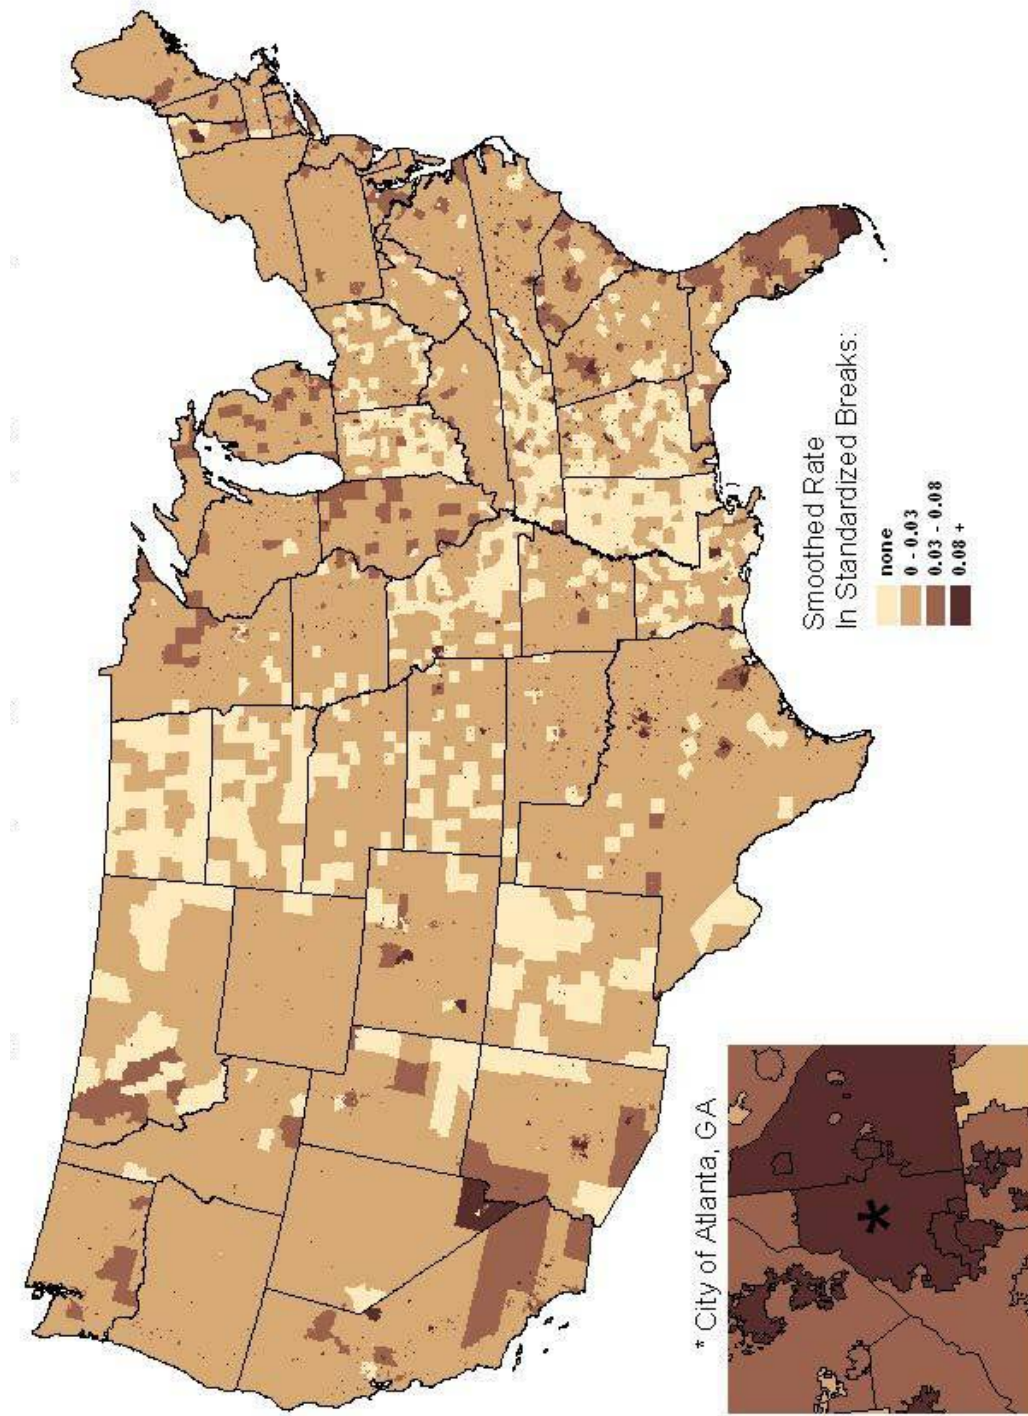 Smoothed Rate
In Standardized Breaks:
none
0 - 0.03
0.03 - 0.08
0.08 +
* City of Atlanta, GA
*